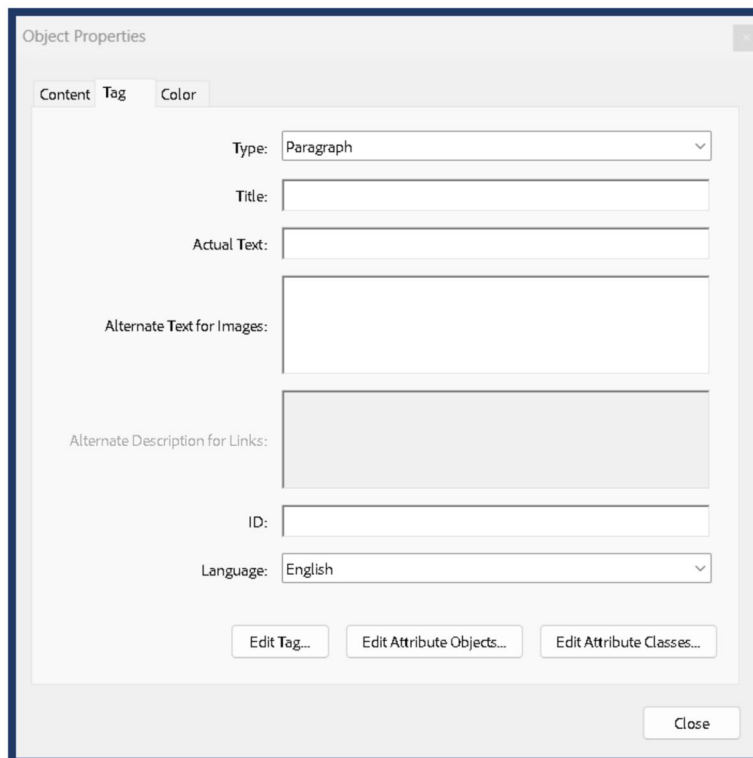 Object Properties
Content Tag Color
Type: Paragraph
Title:
Actual Text:
Alternate Text for Images:
Alternate Description for Links:
ID:
Language: English
Edit Tag... Edit Attribute Objects... Edit Attribute Classes...
Close